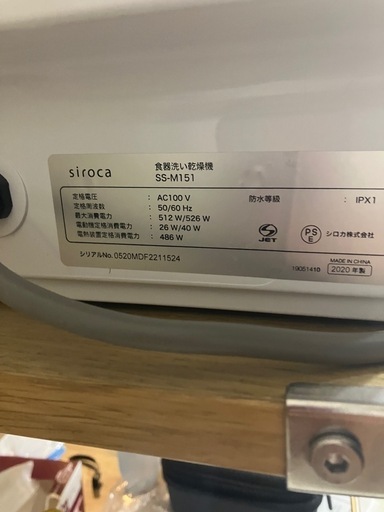 siroca
食器洗い乾燥機
SS-M151
定格電圧 : AC100 V
定格周波数 : 50/60 Hz
最大消費電力 : 512 W/526 W
電動機定格消費電力 : 26 W/40 W
電熱装置定格消費電力 : 486 W
防水等級 : IPX1
JET
PS
E
シロカ株式会社
シリアルNo. 0520MDF2211524
19051410
MADE IN CHINA
2020 年製